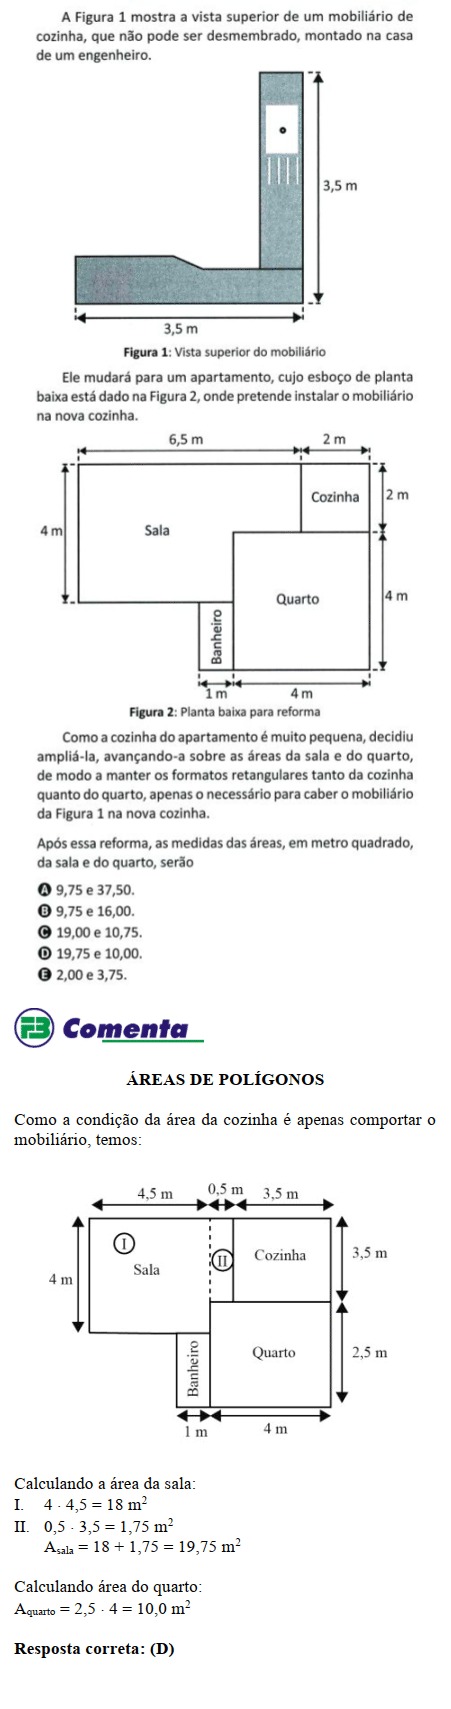 A Figura 1 mostra a vista superior de um mobiliário de
cozinha, que não pode ser desmembrado, montado na casa
de um engenheiro.
3,5 m
3,5 m
Figura 1: Vista superior do mobiliário
Ele mudará para um apartamento, cujo esboço de planta
baixa está dado na Figura 2, onde pretende instalar o mobiliário
na nova cozinha.
6,5 m
2 m
Cozinha
2 m
4 m
Sala
Quarto
4 m
Banheiro
1 m
4 m
Figura 2: Planta baixa para reforma
Como a cozinha do apartamento é muito pequena, decidiu
ampliá-la, avançando-a sobre as áreas da sala e do quarto,
de modo a manter os formatos retangulares tanto da cozinha
quanto do quarto, apenas o necessário para caber o mobiliário
da Figura 1 na nova cozinha.
Após essa reforma, as medidas das áreas, em metro quadrado,
da sala e do quarto, serão
A 9,75 e 37,50.
B 9,75 e 16,00.
C 19,00 e 10,75.
D 19,75 e 10,00.
E 2,00 e 3,75.
FB Comenta
ÁREAS DE POLÍGONOS
Como a condição da área da cozinha é apenas comportar o
mobiliário, temos:
4,5 m
0,5 m
3,5 m
I
Sala
II
Cozinha
3,5 m
4 m
Quarto
2,5 m
Banheiro
1 m
4 m
Calculando a área da sala:
I. 4 · 4,5 = 18 m²
II. 0,5 · 3,5 = 1,75 m²
Asala = 18 + 1,75 = 19,75 m²
Calculando área do quarto:
Aquarto = 2,5 · 4 = 10,0 m²
Resposta correta: (D)